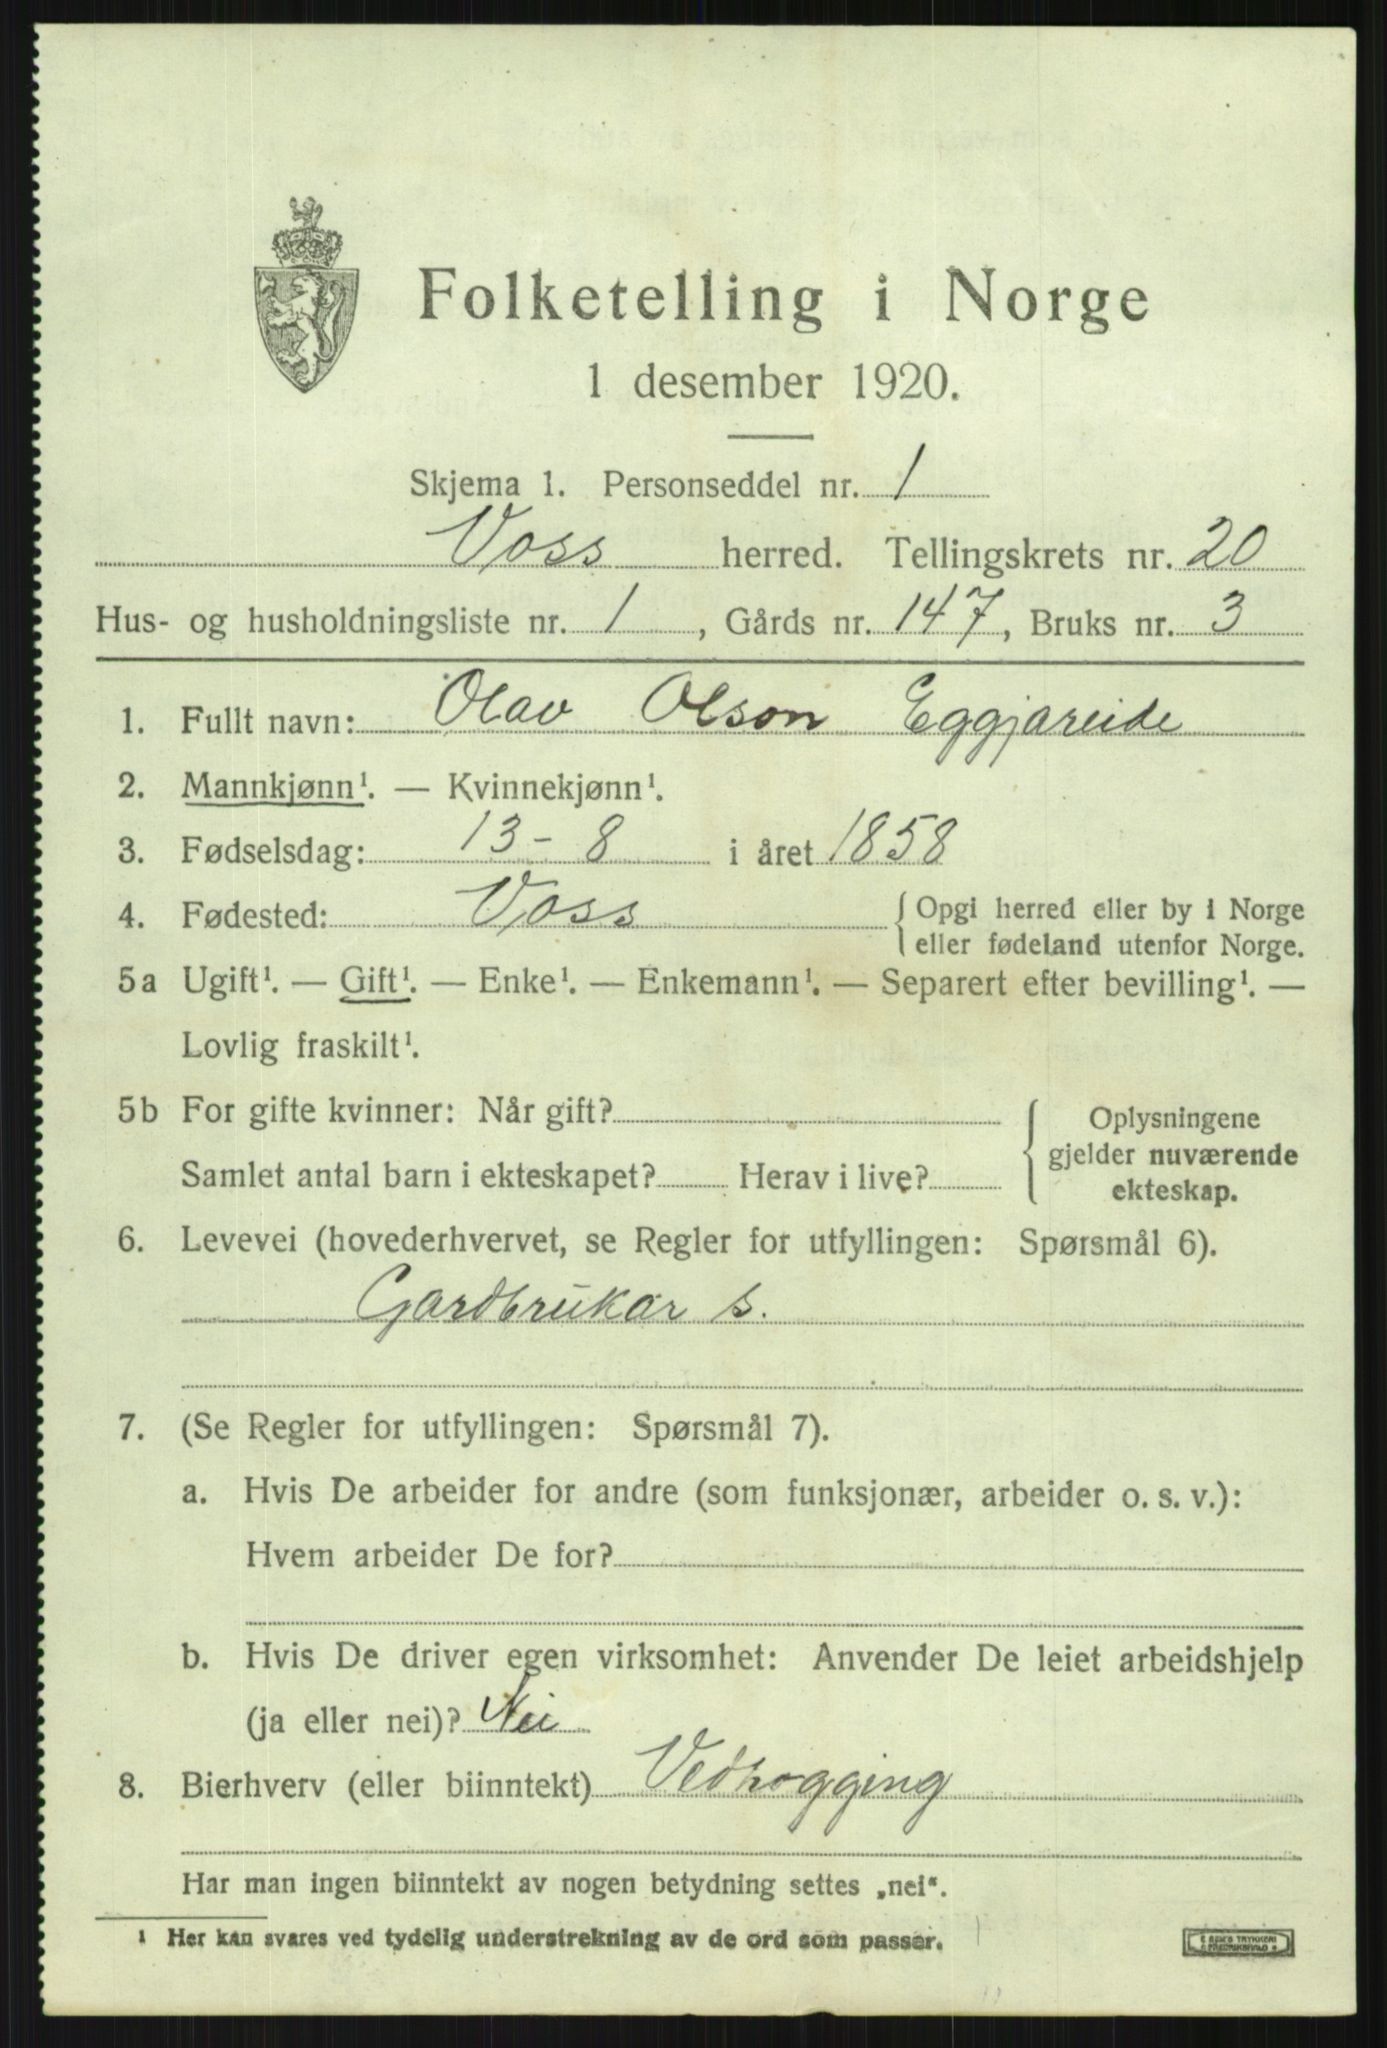 Folketelling i Norge
1 desember 1920.
Skjema 1. Personseddel nr. 1
Voss herred. Tellingskrets nr. 20
Hus- og husholdningsliste nr. 1, Gårds nr. 147, Bruks nr. 3
1. Fullt navn: Olav Olson Eggjareide
2. Mannkjønn¹. — Kvinnekjønn¹.
3. Fødselsdag: 13 - 8 i året 1858
4. Fødested: Voss { Opgi herred eller by i Norge
eller fødeland utenfor Norge.
5a Ugift¹. — Gift¹. — Enke¹. — Enkemann¹. — Separert efter bevilling¹. —
Lovlig fraskilt¹.
5b For gifte kvinner: Når gift?
Samlet antal barn i ekteskapet? Herav i live?
{ Oplysningene
gjelder nuværende
ekteskap.
6. Levevei (hovederhvervet, se Regler for utfyllingen: Spørsmål 6).
Gardbrukar s.
7. (Se Regler for utfyllingen: Spørsmål 7).
a. Hvis De arbeider for andre (som funksjonær, arbeider o. s. v.):
Hvem arbeider De for?
b. Hvis De driver egen virksomhet: Anvender De leiet arbeidshjelp
(ja eller nei)? Nei
8. Bierhverv (eller biinntekt) Vedhogging
Har man ingen biinntekt av nogen betydning settes „nei“.
¹ Her kan svares ved tydelig understrekning av de ord som passer.